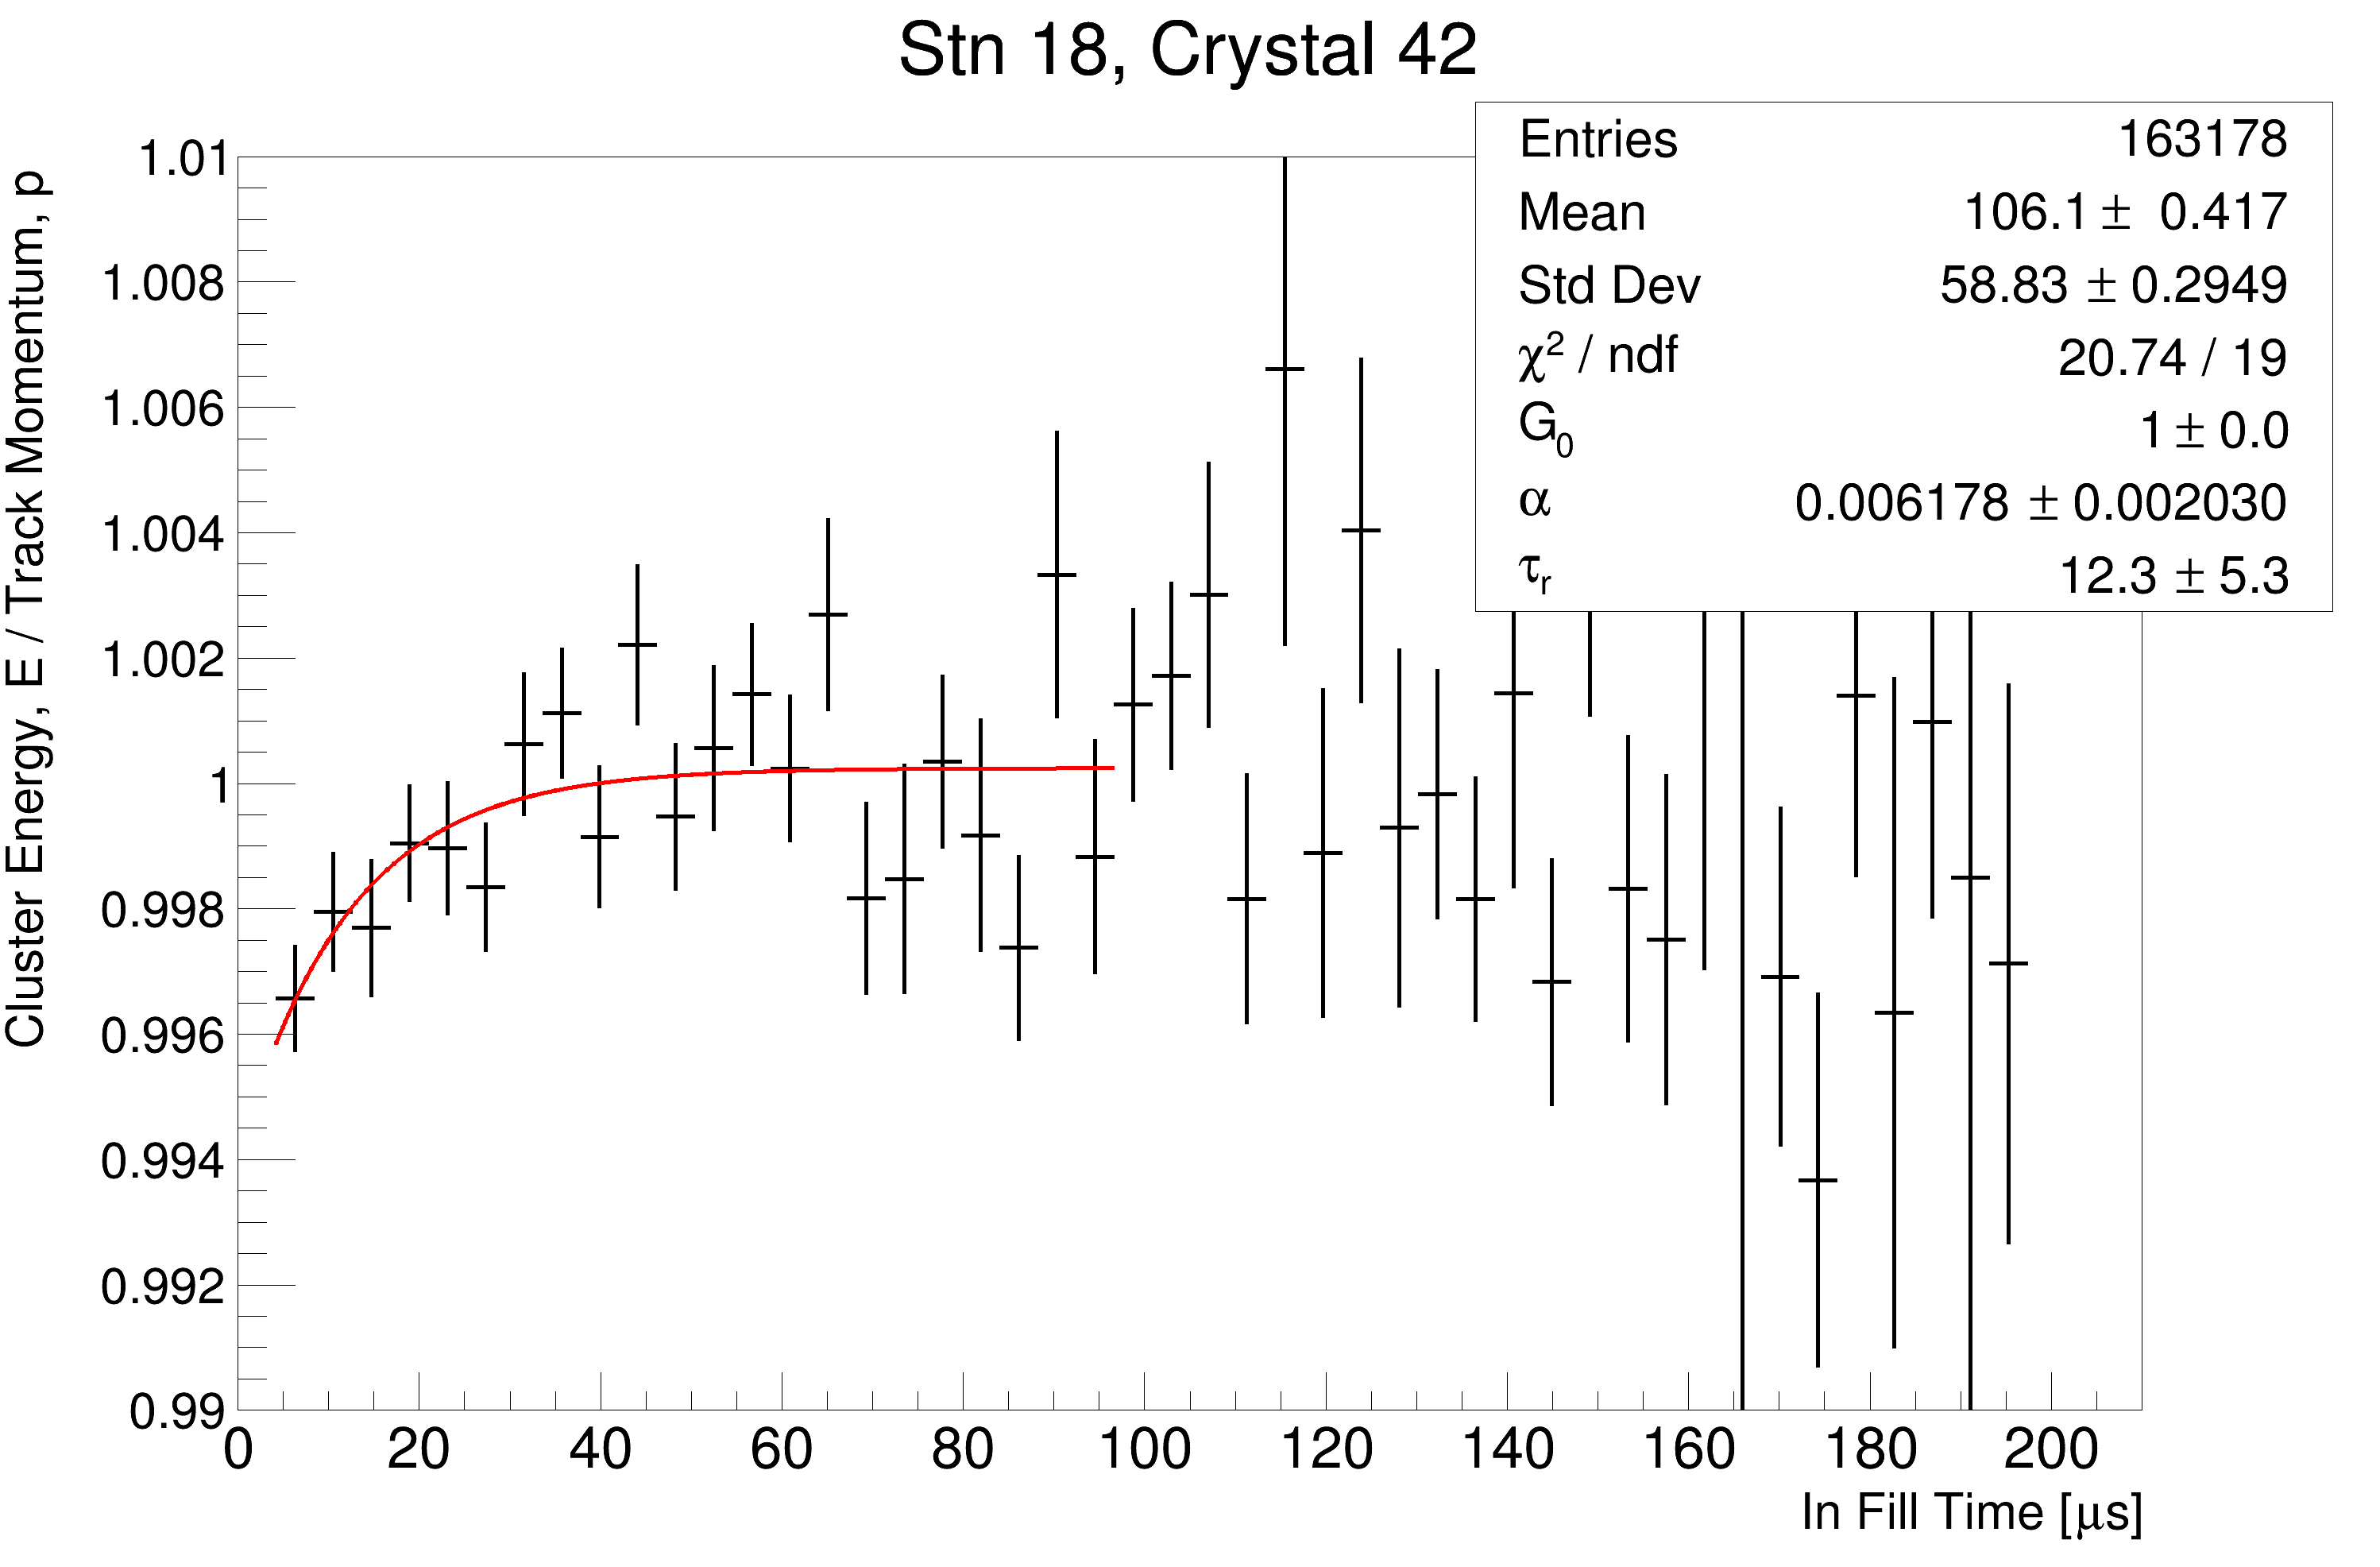 Stn 18, Crystal 42
Entries 163178
Mean 106.1 ± 0.417
Std Dev 58.83 ± 0.2949
χ² / ndf 20.74 / 19
G₀ 1 ± 0.0
α 0.006178 ± 0.002030
τᵣ 12.3 ± 5.3
Cluster Energy, E / Track Momentum, p
1.01
1.008
1.006
1.004
1.002
1
0.998
0.996
0.994
0.992
0.99
0 20 40 60 80 100 120 140 160 180 200
In Fill Time [μs]